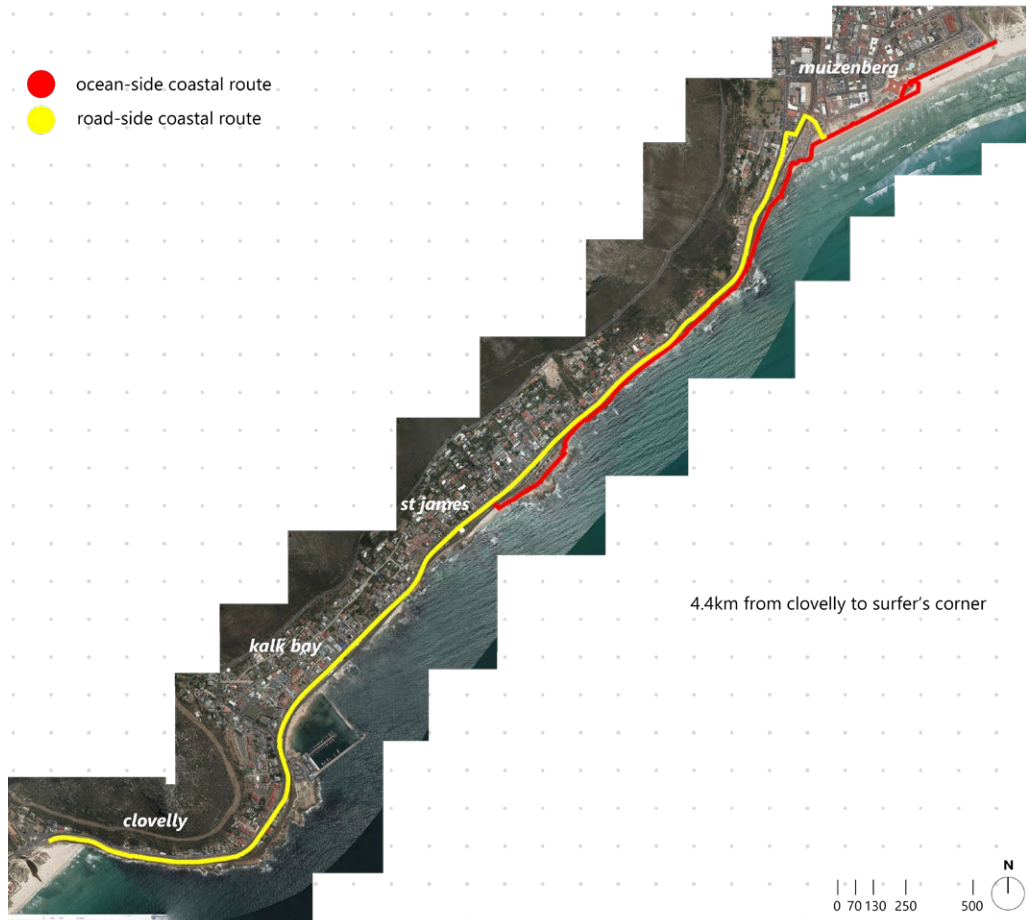 muizenberg
ocean-side coastal route
road-side coastal route
st james
4.4km from clovelly to surfer's corner
kalk bay
clovelly
N
0 70 130 250 500